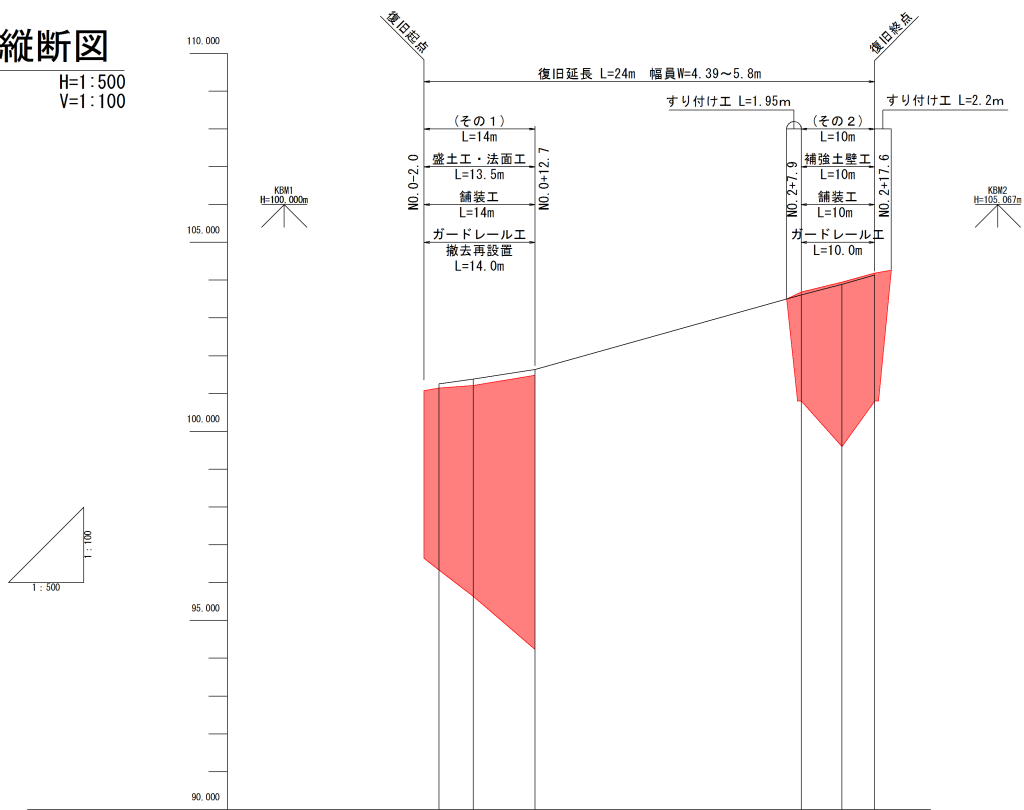 縦断図
H=1:500
V=1:100
復旧起点
復旧終点
110.000
復旧延長 L=24m 幅員W=4.39～5.8m
すり付け工 L=1.95m
すり付け工 L=2.2m
(その１)
L=14m
盛土工・法面工
L=13.5m
舗装工
L=14m
ガードレール工
撤去再設置
L=14.0m
NO.0-2.0
NO.0+12.7
(その２)
L=10m
補強土壁工
L=10m
舗装工
L=10m
ガードレール工
L=10.0m
NO.2+7.9
NO.2+17.6
KBM1
H=100.000m
KBM2
H=105.067m
105.000
100.000
95.000
90.000
1:100
1:500